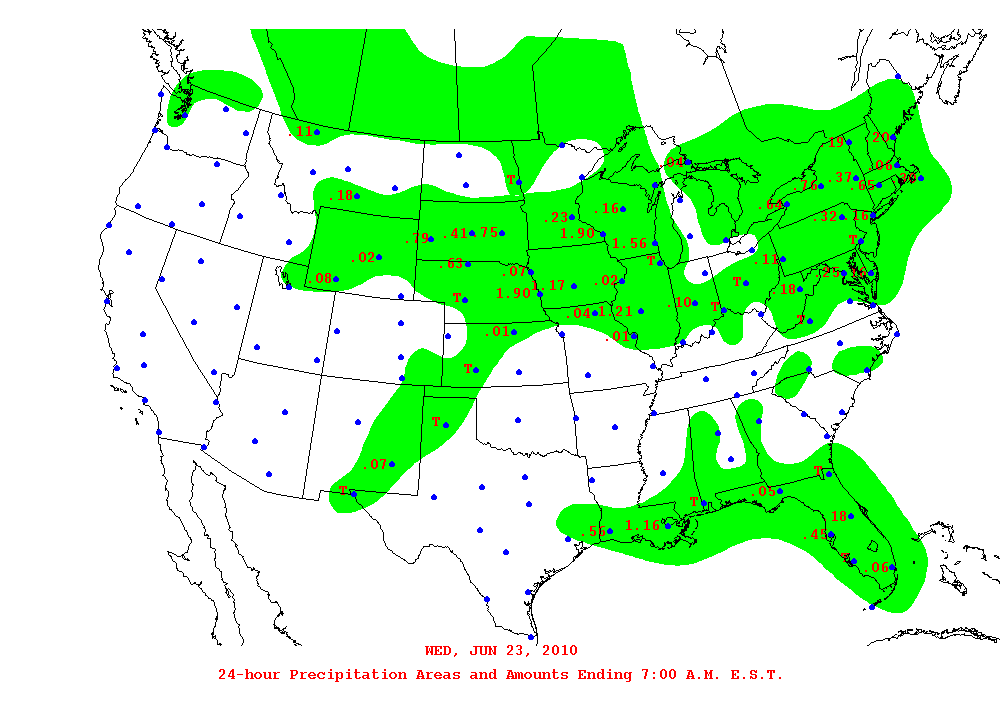 .11
.04
.19
.20
.06
T
.18
.76
.37
.65
.64
.23
.16
.32
.16
.79
.41
.75
1.90
1.56
T
.02
.63
T
.11
.08
.07
T
1.17
.02
.18
T
1.90
.10
T
.04
1.21
T
.01
.01
T
T
.07
T
T
.05
T
.56
1.16
.18
.45
T
.06
WED, JUN 23, 2010
24-hour Precipitation Areas and Amounts Ending 7:00 A.M. E.S.T.